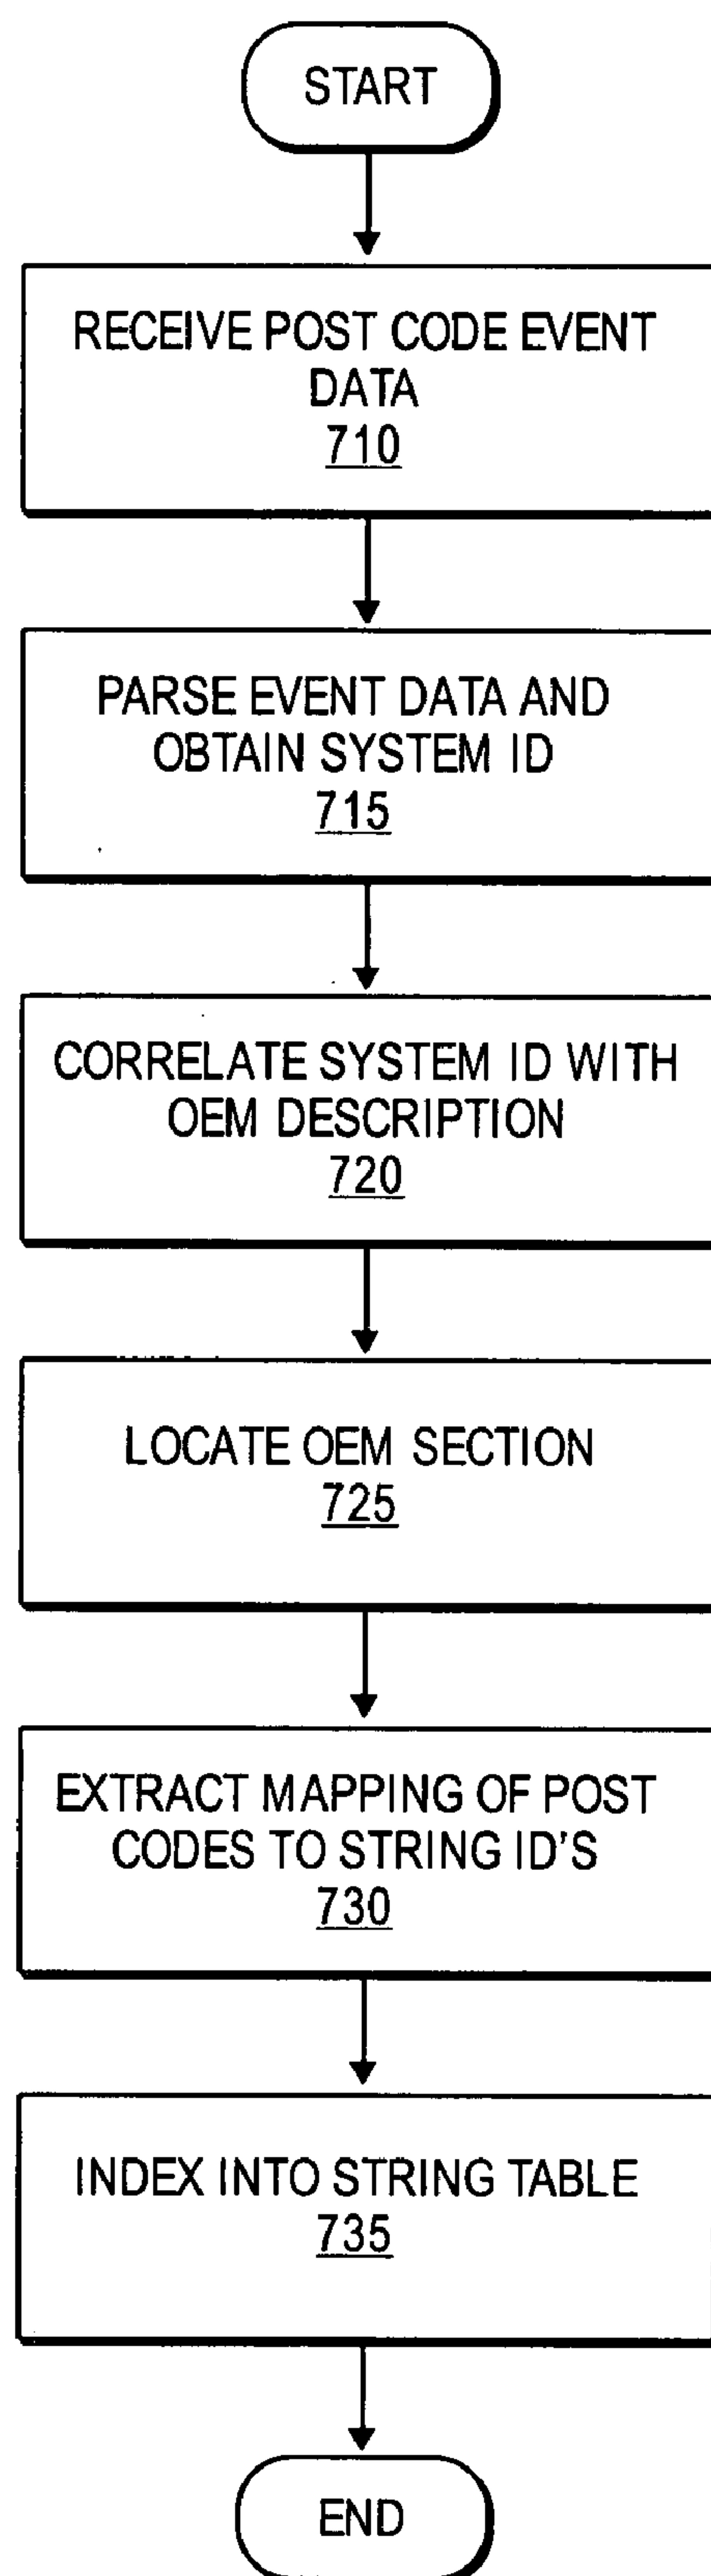 START
RECEIVE POST CODE EVENT
DATA
710
PARSE EVENT DATA AND
OBTAIN SYSTEM ID
715
CORRELATE SYSTEM ID WITH
OEM DESCRIPTION
720
LOCATE OEM SECTION
725
EXTRACT MAPPING OF POST
CODES TO STRING ID'S
730
INDEX INTO STRING TABLE
735
END